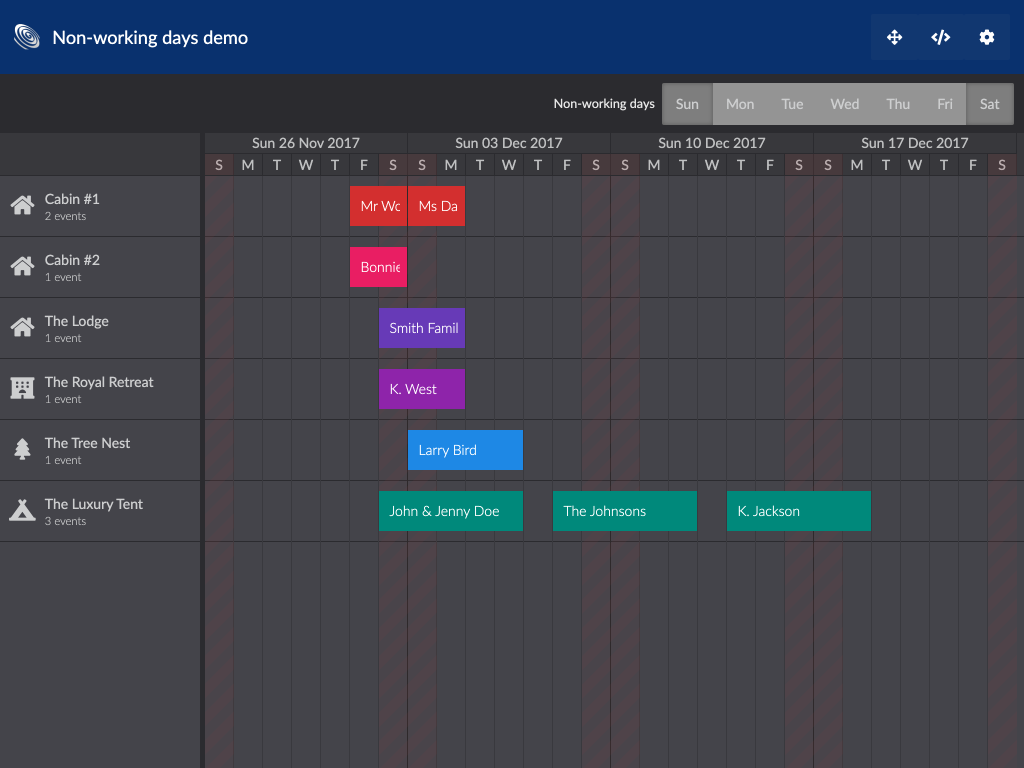 Non-working days demo
Non-working days Sun Mon Tue Wed Thu Fri Sat
Sun 26 Nov 2017 Sun 03 Dec 2017 Sun 10 Dec 2017 Sun 17 Dec 2017
S M T W T F S S M T W T F S S M T W T F S S M T W T F S
Cabin #1
2 events
Mr Wo Ms Da
Cabin #2
1 event
Bonnie
The Lodge
1 event
Smith Famil
The Royal Retreat
1 event
K. West
The Tree Nest
1 event
Larry Bird
The Luxury Tent
3 events
John & Jenny Doe The Johnsons K. Jackson